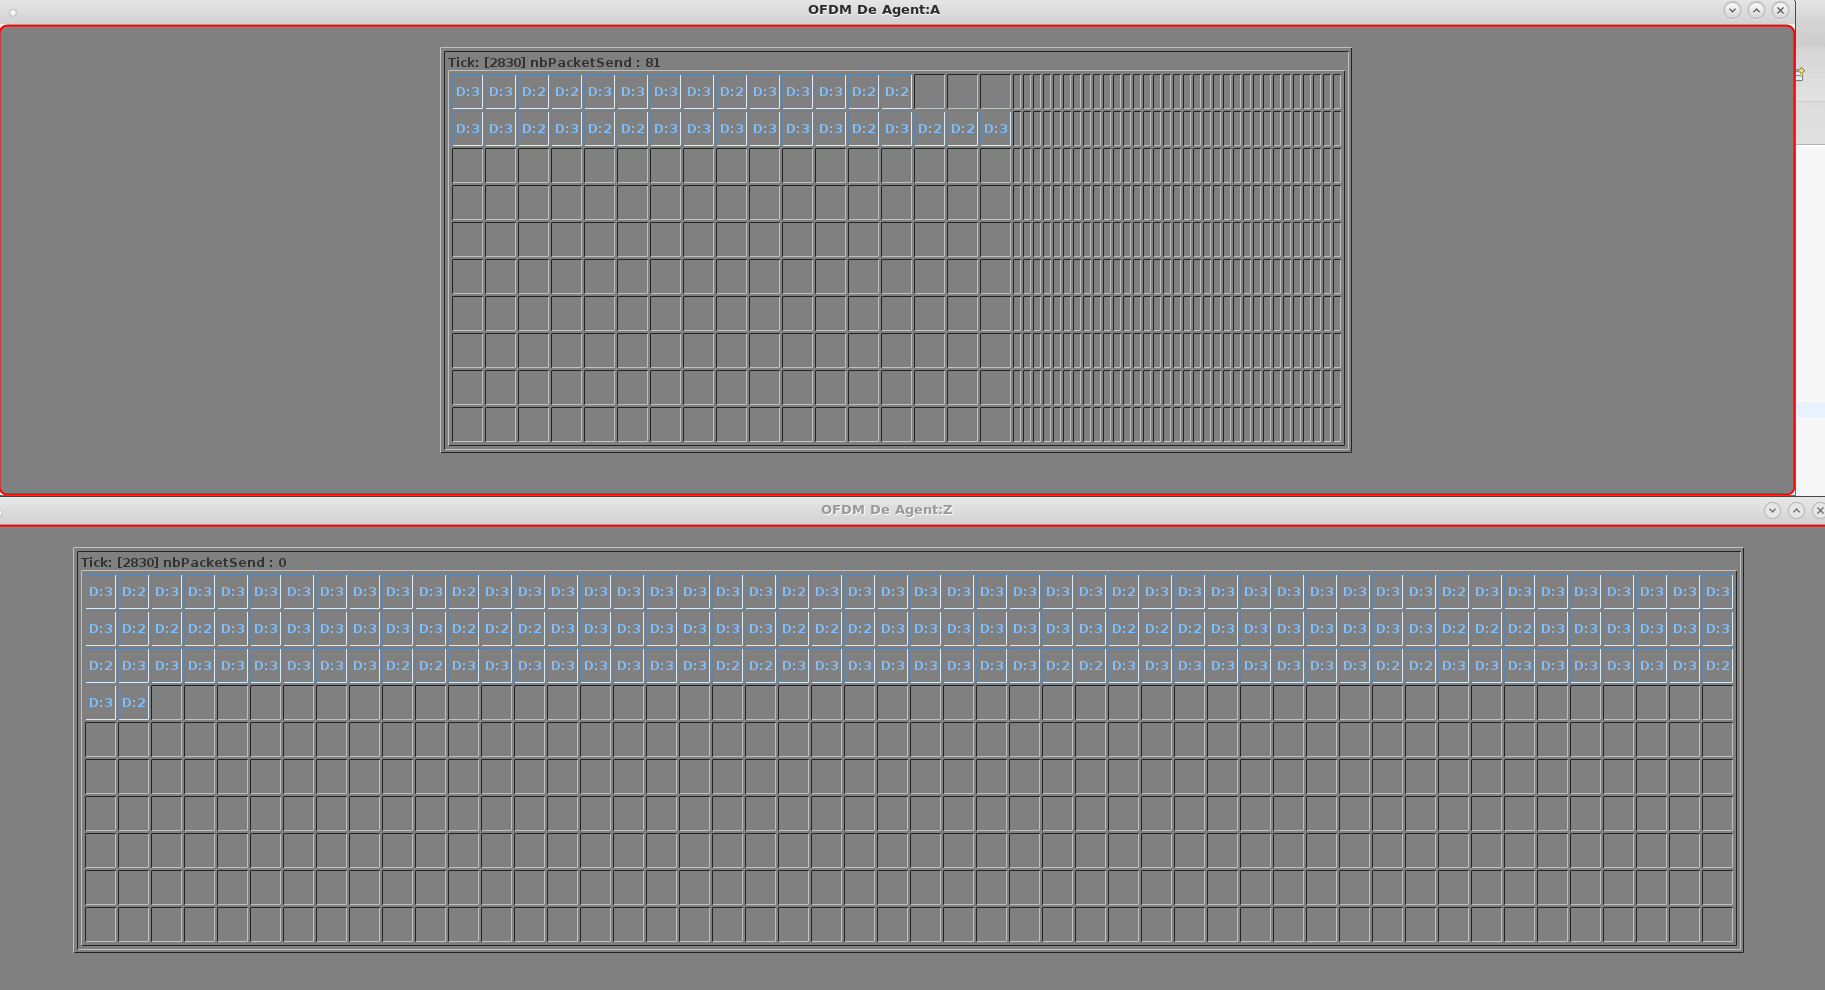 OFDM De Agent:A
Tick: [2830] nbPacketSend : 81
D:3 D:3 D:2 D:2 D:3 D:3 D:3 D:3 D:2 D:3 D:3 D:3 D:2 D:2
D:3 D:3 D:2 D:3 D:2 D:2 D:3 D:3 D:3 D:3 D:3 D:3 D:2 D:3 D:2 D:2 D:3
OFDM De Agent:Z
Tick: [2830] nbPacketSend : 0
D:3 D:2 D:3 D:3 D:3 D:3 D:3 D:3 D:3 D:3 D:3 D:2 D:3 D:3 D:3 D:3 D:3 D:3 D:3 D:2 D:3 D:3 D:3 D:3 D:3 D:3 D:3 D:3 D:3 D:3 D:3 D:2 D:3 D:3 D:3 D:3 D:3 D:3 D:3 D:3 D:3 D:2 D:3 D:3 D:3 D:3 D:3 D:3 D:3 D:3
D:3 D:2 D:2 D:2 D:3 D:3 D:3 D:3 D:3 D:3 D:3 D:2 D:2 D:2 D:3 D:3 D:3 D:3 D:3 D:3 D:3 D:2 D:2 D:2 D:3 D:3 D:3 D:3 D:3 D:3 D:3 D:2 D:2 D:2 D:3 D:3 D:3 D:3 D:3 D:3 D:3 D:2 D:2 D:2 D:3 D:3 D:3 D:3 D:3 D:3
D:2 D:3 D:3 D:3 D:3 D:3 D:3 D:3 D:3 D:2 D:2 D:3 D:3 D:3 D:3 D:3 D:3 D:3 D:3 D:2 D:2 D:3 D:3 D:3 D:3 D:3 D:3 D:3 D:3 D:2 D:2 D:3 D:3 D:3 D:3 D:3 D:3 D:3 D:3 D:2 D:2 D:3 D:3 D:3 D:3 D:3 D:3 D:3 D:3 D:2
D:3 D:2